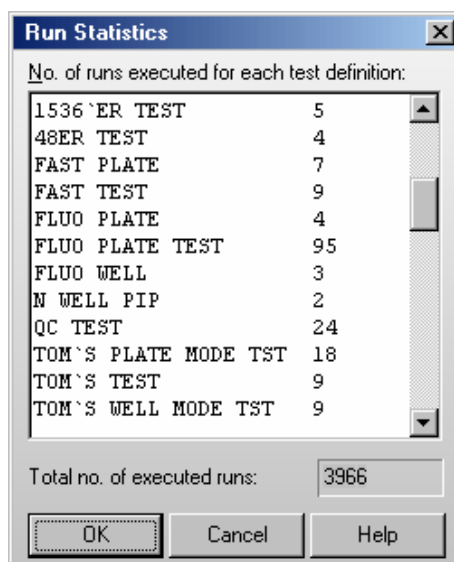 Run Statistics
No. of runs executed for each test definition:
1536`ER TEST 5
48ER TEST 4
FAST PLATE 7
FAST TEST 9
FLUO PLATE 4
FLUO PLATE TEST 95
FLUO WELL 3
N WELL PIP 2
QC TEST 24
TOM`S PLATE MODE TST 18
TOM`S TEST 9
TOM`S WELL MODE TST 9
Total no. of executed runs: 3966
OK Cancel Help